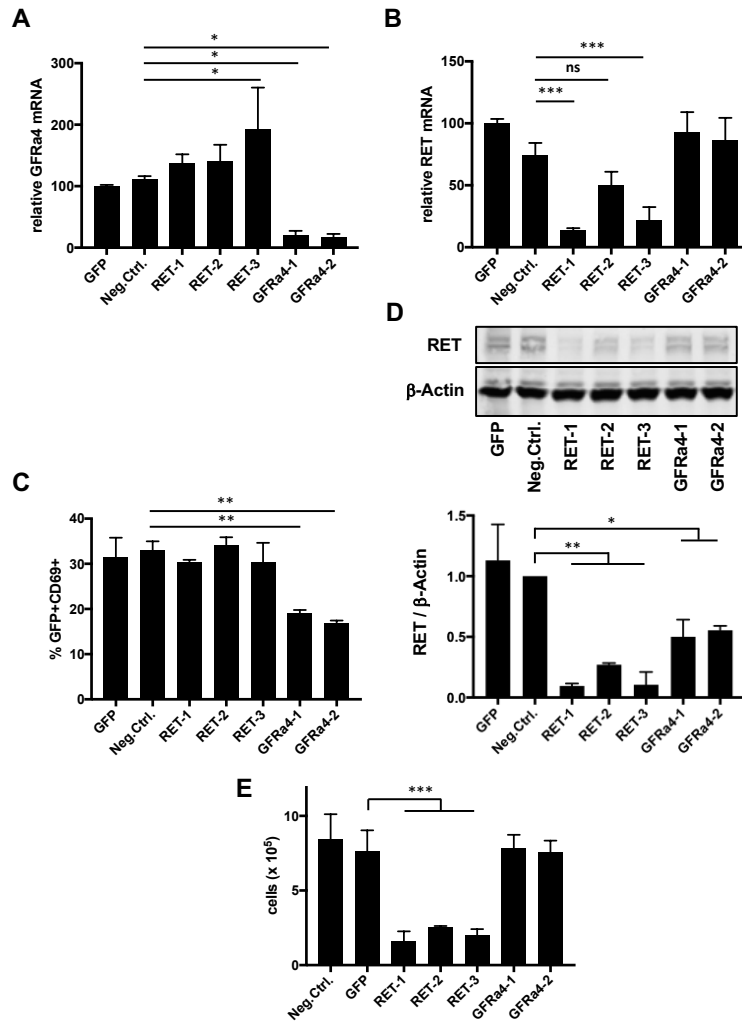 A
*
*
*
relative GFRa4 mRNA
300
200
100
0
GFP
Neg.Ctrl.
RET-1
RET-2
RET-3
GFRa4-1
GFRa4-2
B
***
ns
***
relative RET mRNA
150
100
50
0
GFP
Neg.Ctrl.
RET-1
RET-2
RET-3
GFRa4-1
GFRa4-2
D
RET
β-Actin
GFP
Neg.Ctrl.
RET-1
RET-2
RET-3
GFRa4-1
GFRa4-2
C
**
**
% GFP+CD69+
40
30
20
10
0
GFP
Neg.Ctrl.
RET-1
RET-2
RET-3
GFRa4-1
GFRa4-2
*
**
RET / β-Actin
1.5
1.0
0.5
0.0
GFP
Neg.Ctrl.
RET-1
RET-2
RET-3
GFRa4-1
GFRa4-2
E
***
cells (x 10⁵)
10
5
0
Neg.Ctrl.
GFP
RET-1
RET-2
RET-3
GFRa4-1
GFRa4-2